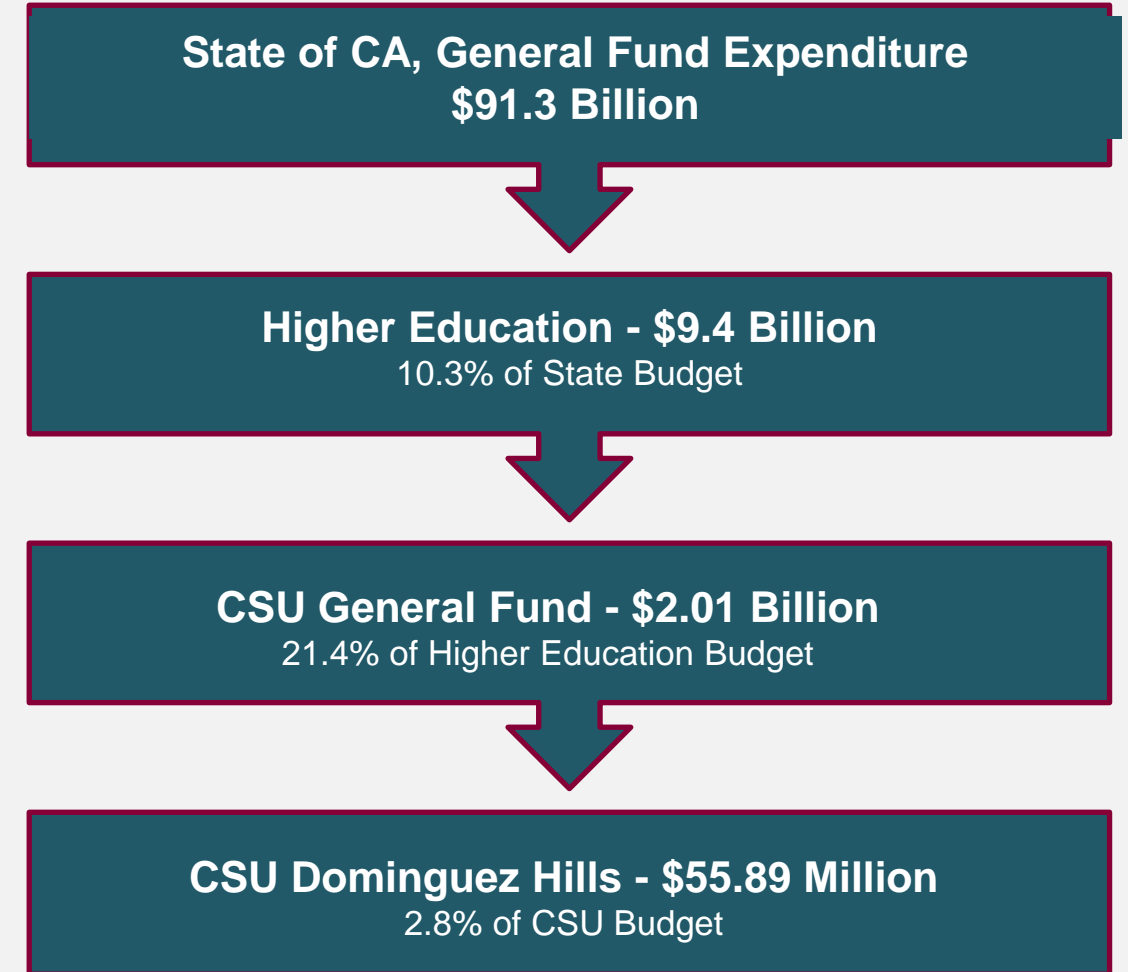 State of CA, General Fund Expenditure
$91.3 Billion
Higher Education - $9.4 Billion
10.3% of State Budget
CSU General Fund - $2.01 Billion
21.4% of Higher Education Budget
CSU Dominguez Hills - $55.89 Million
2.8% of CSU Budget